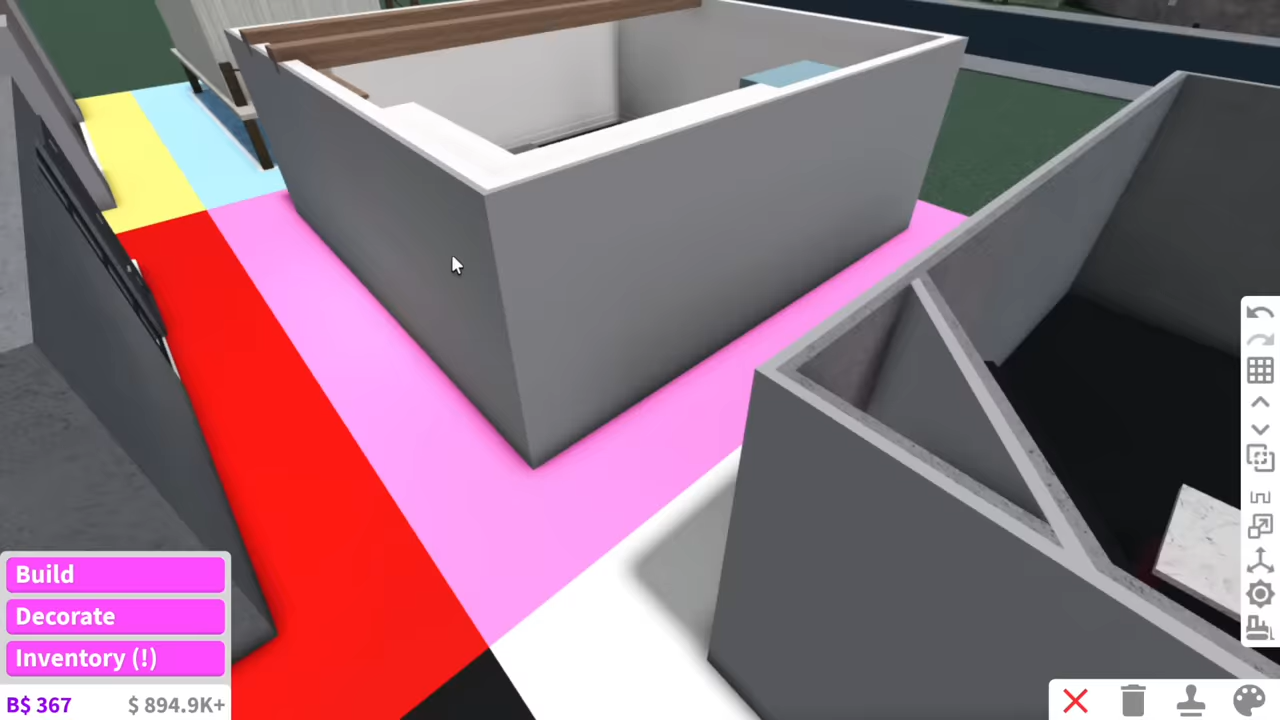 Build
Decorate
Inventory (!)
B$ 367 $ 894.9K+